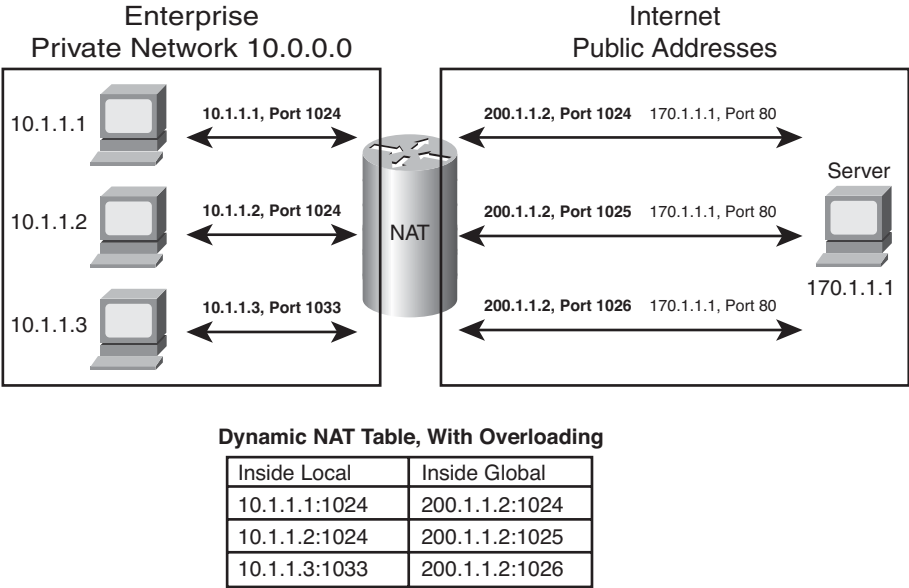 Enterprise
Private Network 10.0.0.0
Internet
Public Addresses
10.1.1.1
10.1.1.1, Port 1024
200.1.1.2, Port 1024 170.1.1.1, Port 80
Server
10.1.1.2
10.1.1.2, Port 1024
NAT
200.1.1.2, Port 1025 170.1.1.1, Port 80
170.1.1.1
10.1.1.3
10.1.1.3, Port 1033
200.1.1.2, Port 1026 170.1.1.1, Port 80
Dynamic NAT Table, With Overloading
Inside Local Inside Global
10.1.1.1:1024 200.1.1.2:1024
10.1.1.2:1024 200.1.1.2:1025
10.1.1.3:1033 200.1.1.2:1026